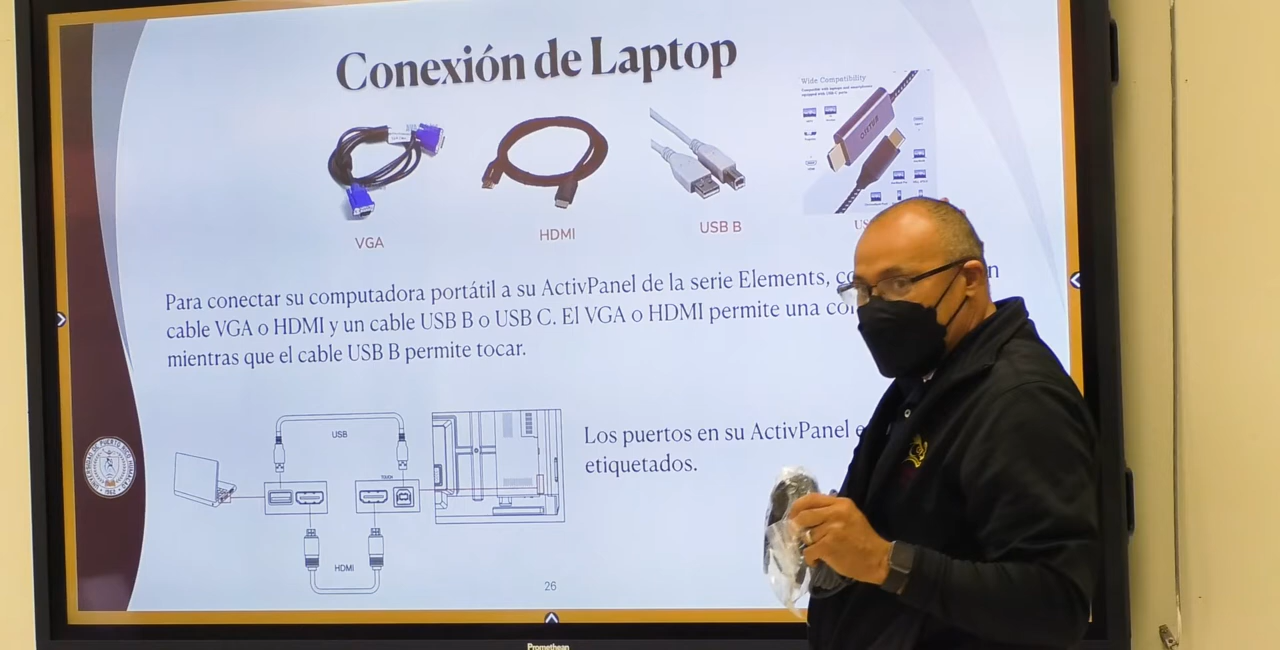 Conexión de Laptop
Wide Compatibility
VGA
HDMI
USB B
Para conectar su computadora portátil a su ActivPanel de la serie Elements,
cable VGA o HDMI y un cable USB B o USB C. El VGA o HDMI permite una
mientras que el cable USB B permite tocar.
USB
TOUCH
HDMI
Los puertos en su ActivPanel
etiquetados.
26
Promethean